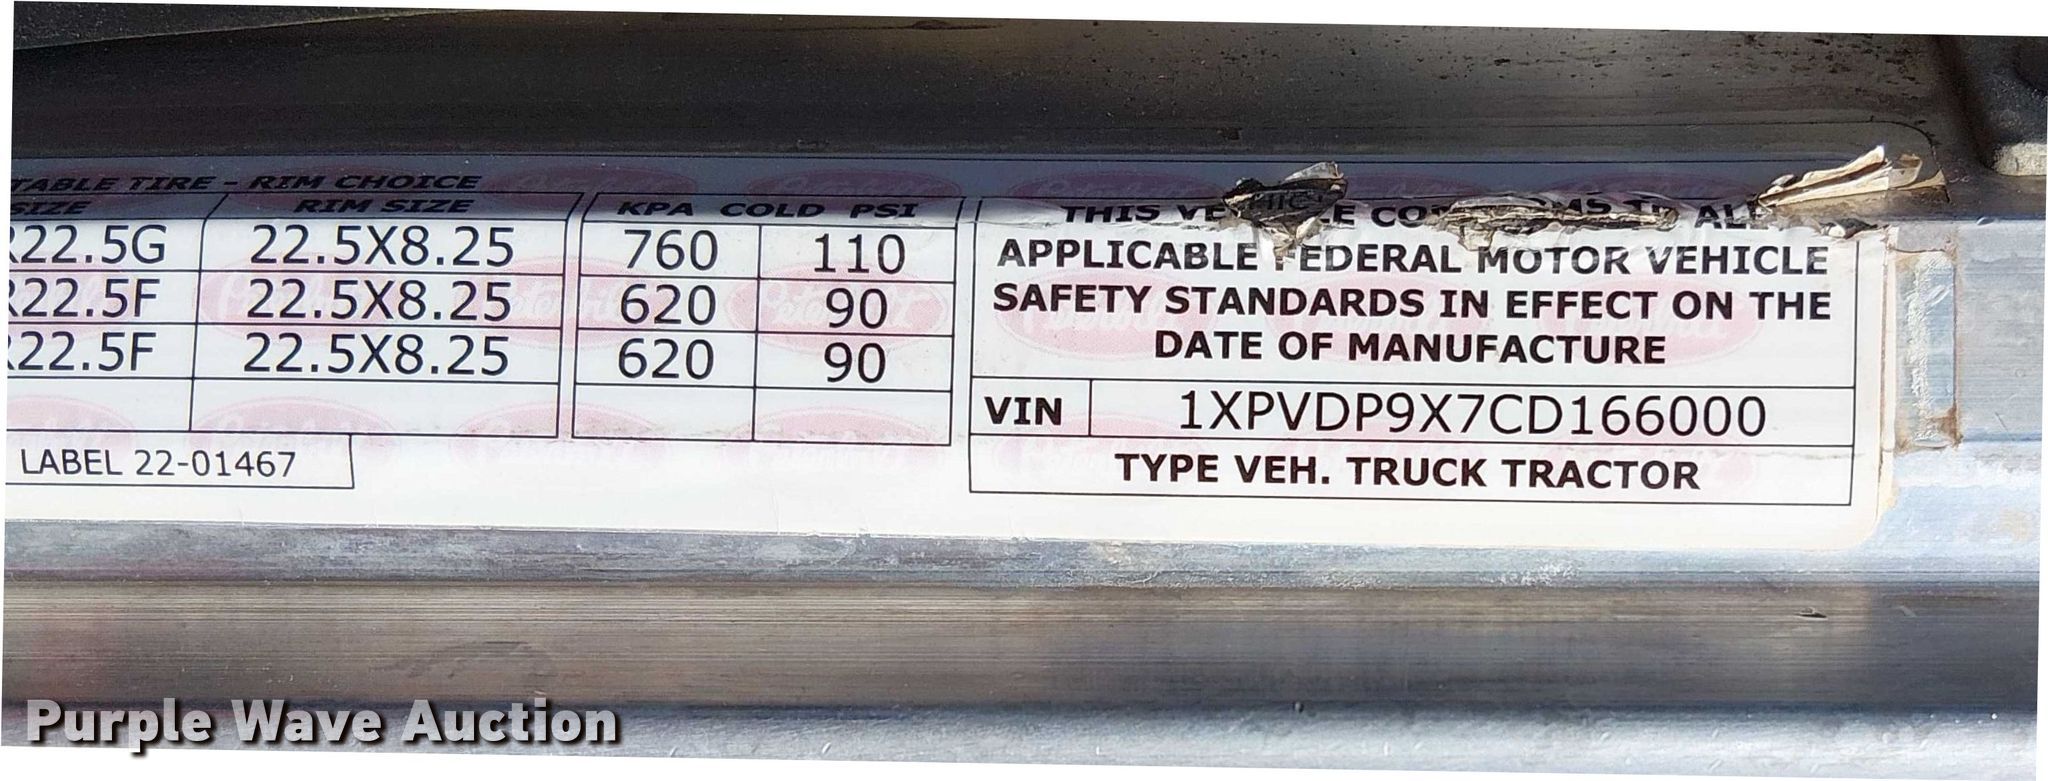 TABLE TIRE - RIM CHOICE
SIZE RIM SIZE KPA COLD PSI
R22.5G 22.5X8.25 760 110
R22.5F 22.5X8.25 620 90
R22.5F 22.5X8.25 620 90
LABEL 22-01467
THIS ALL
APPLICABLE FEDERAL MOTOR VEHICLE
SAFETY STANDARDS IN EFFECT ON THE
DATE OF MANUFACTURE
VIN 1XPVDP9X7CD166000
TYPE VEH. TRUCK TRACTOR
Purple Wave Auction